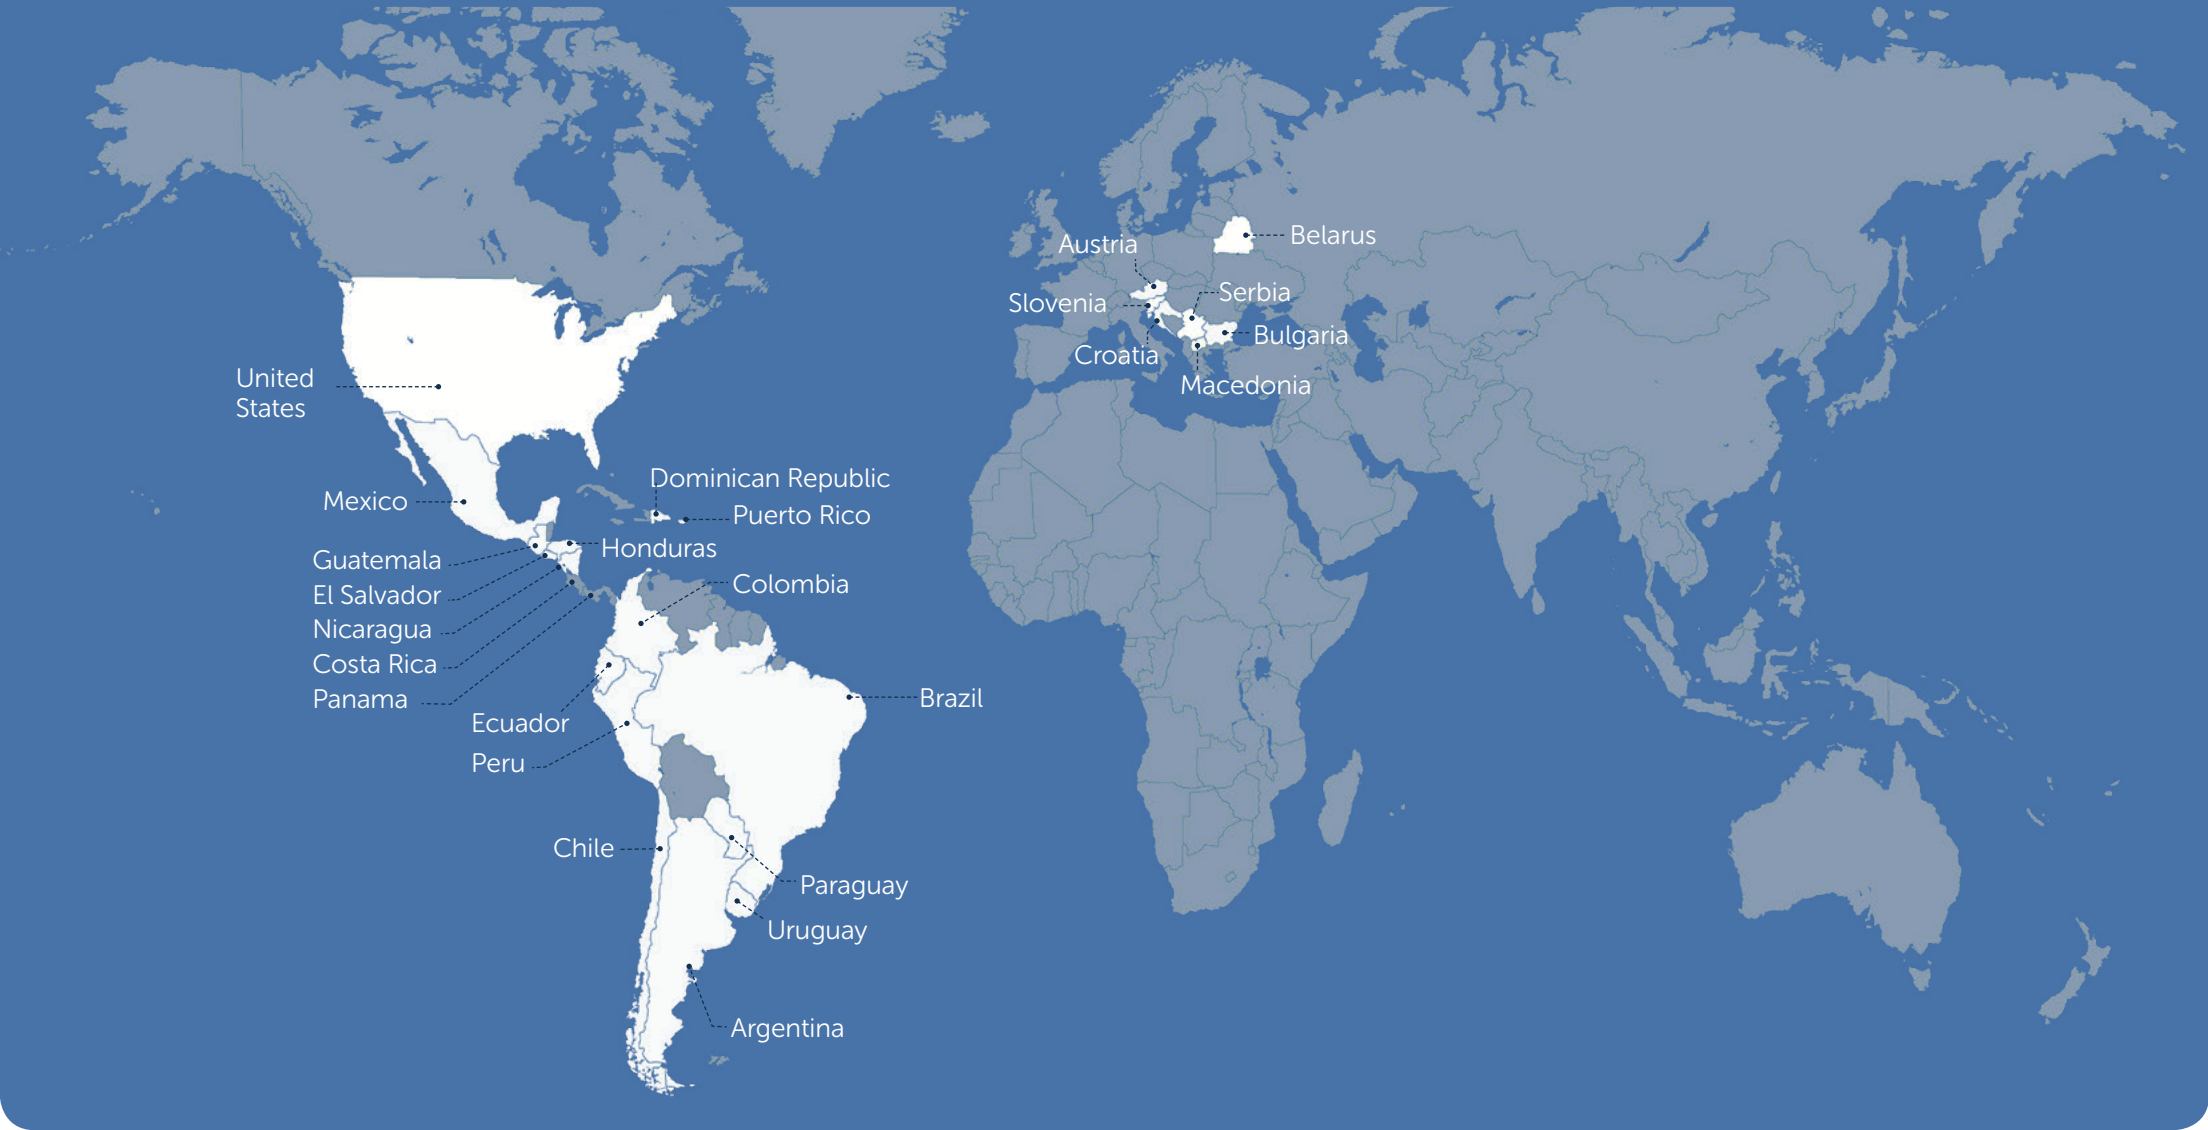 Belarus
Austria
Serbia
Slovenia
Bulgaria
Croatia
Macedonia
United
States
Dominican Republic
Mexico
Puerto Rico
Honduras
Guatemala
Colombia
El Salvador
Nicaragua
Costa Rica
Panama
Brazil
Ecuador
Peru
Chile
Paraguay
Uruguay
Argentina